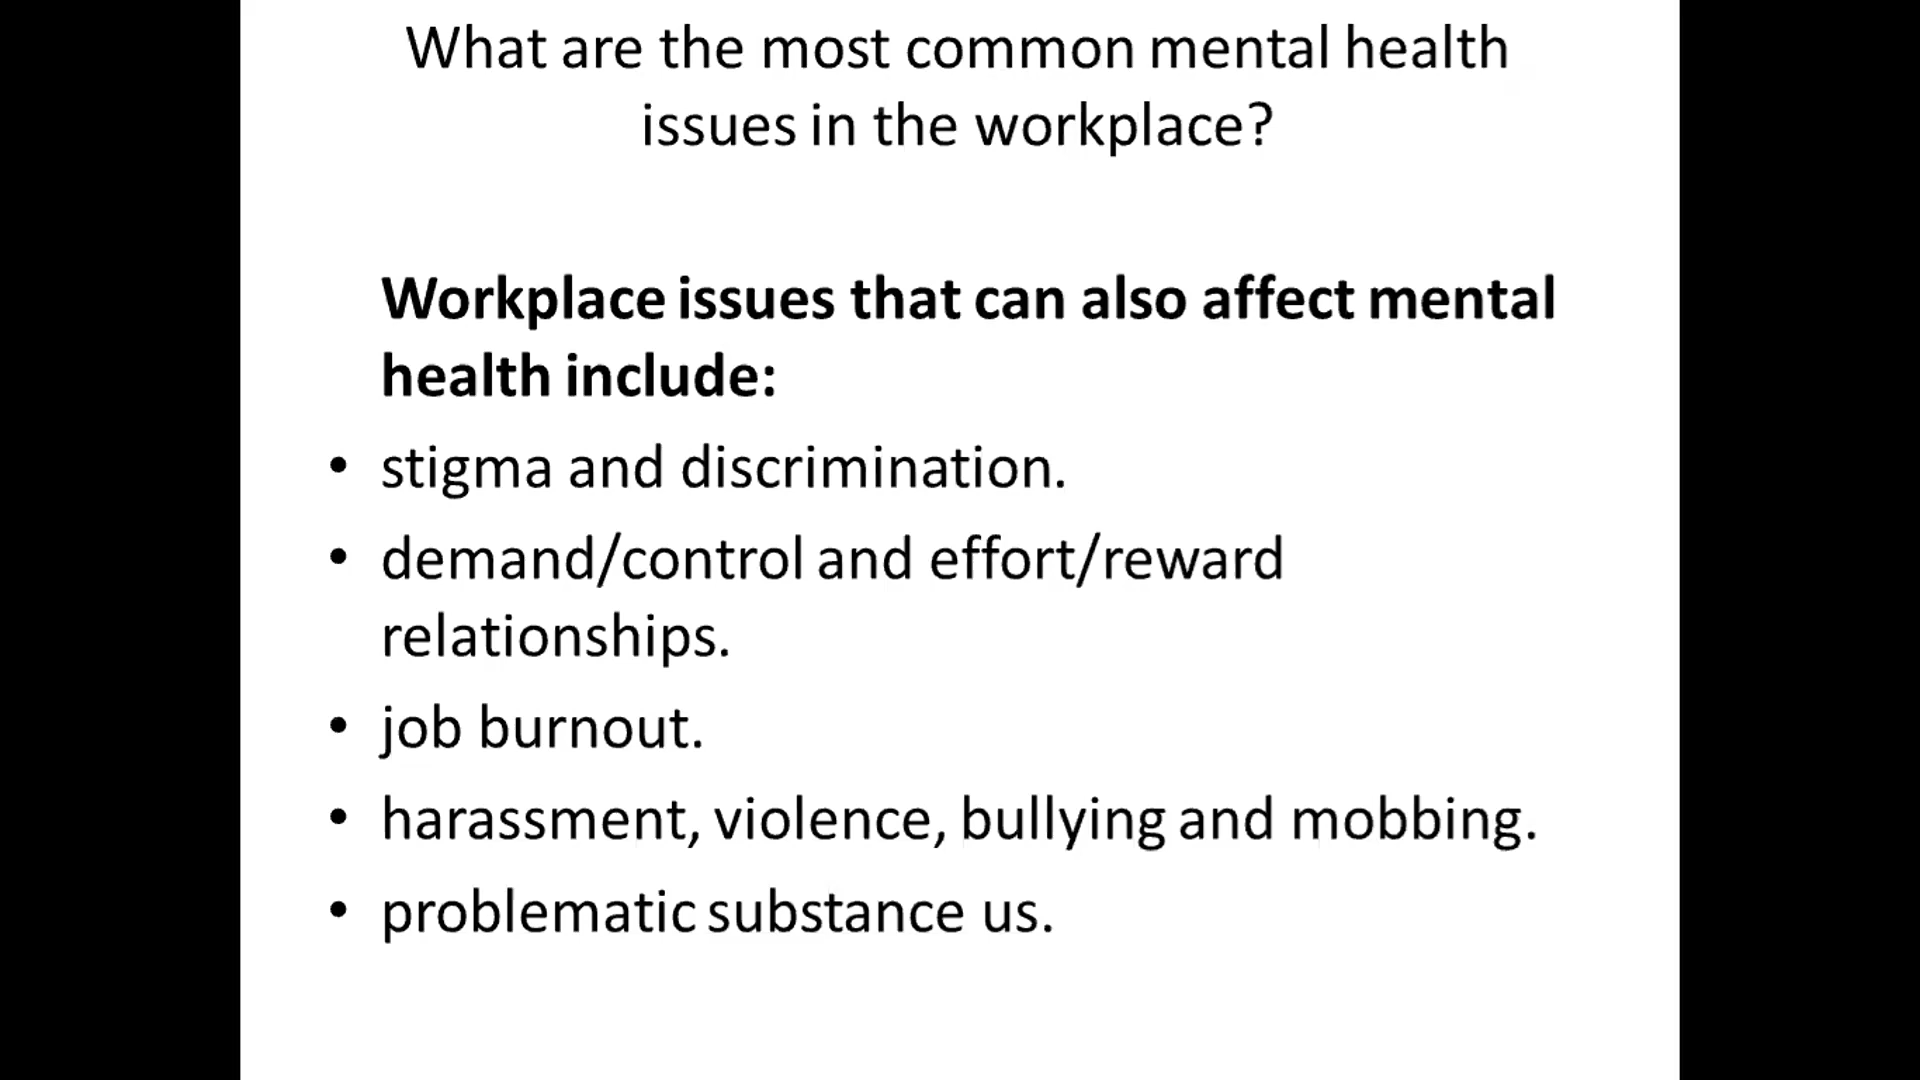 What are the most common mental health
issues in the workplace?
Workplace issues that can also affect mental
health include:
• stigma and discrimination.
• demand/control and effort/reward
relationships.
• job burnout.
• harassment, violence, bullying and mobbing.
• problematic substance us.